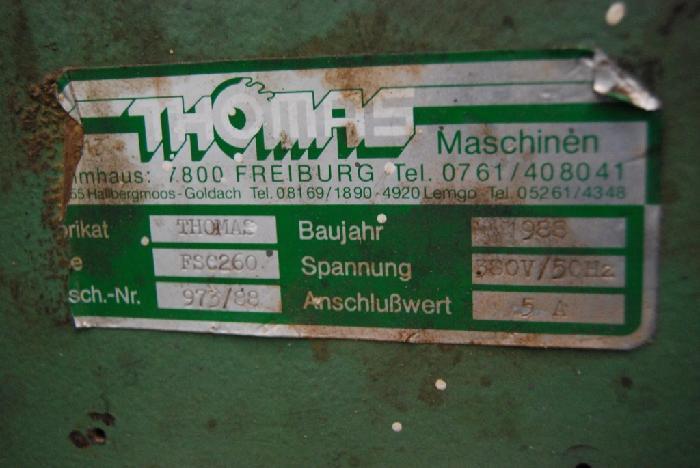 THOMAS Maschinen
mhaus: 7800 FREIBURG Tel. 0761/408041
55 Hallbergmoos-Goldach Tel. 08169/1890 - 4920 Lemgo Tel. 05261/4348
brikat THOMAS Baujahr 1988
e FSC260 Spannung 380V/50Hz
sch.-Nr. 973/88 Anschlußwert 5 A